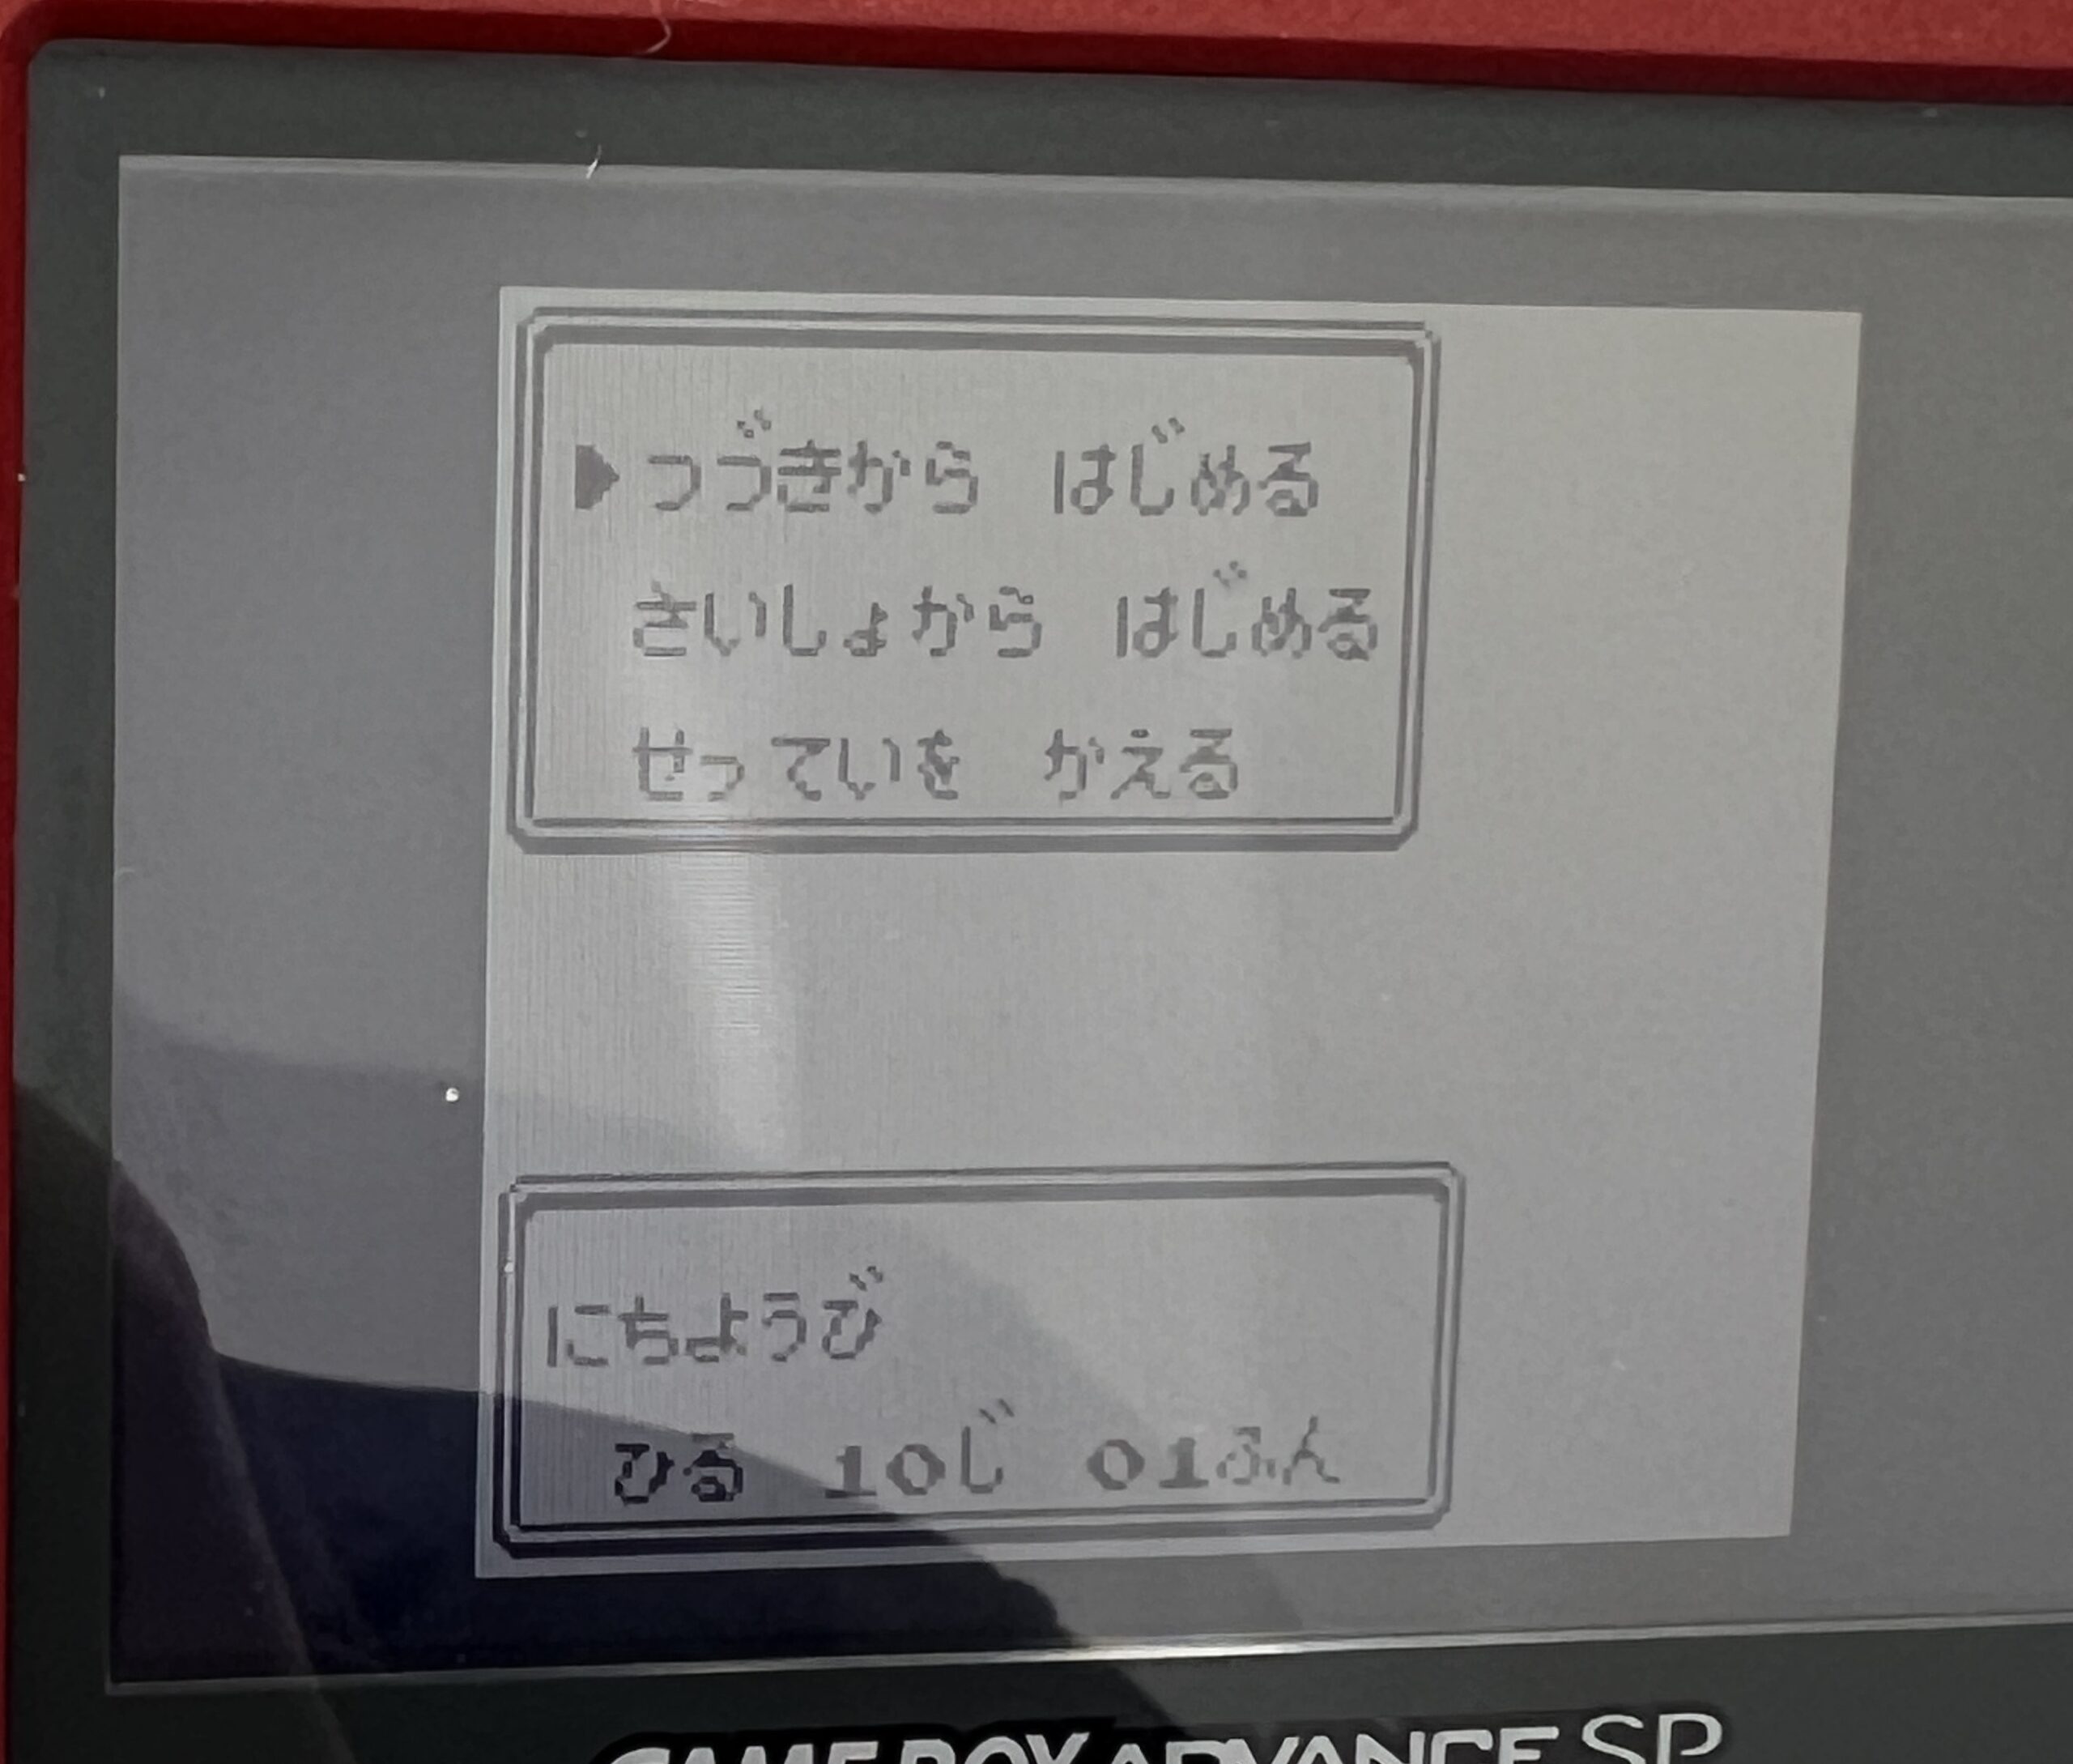 ▶つづきから はじめる
さいしょから はじめる
せっていを かえる
にちようび
ひる 10じ 01ふん
GAME BOY ADVANCE SP